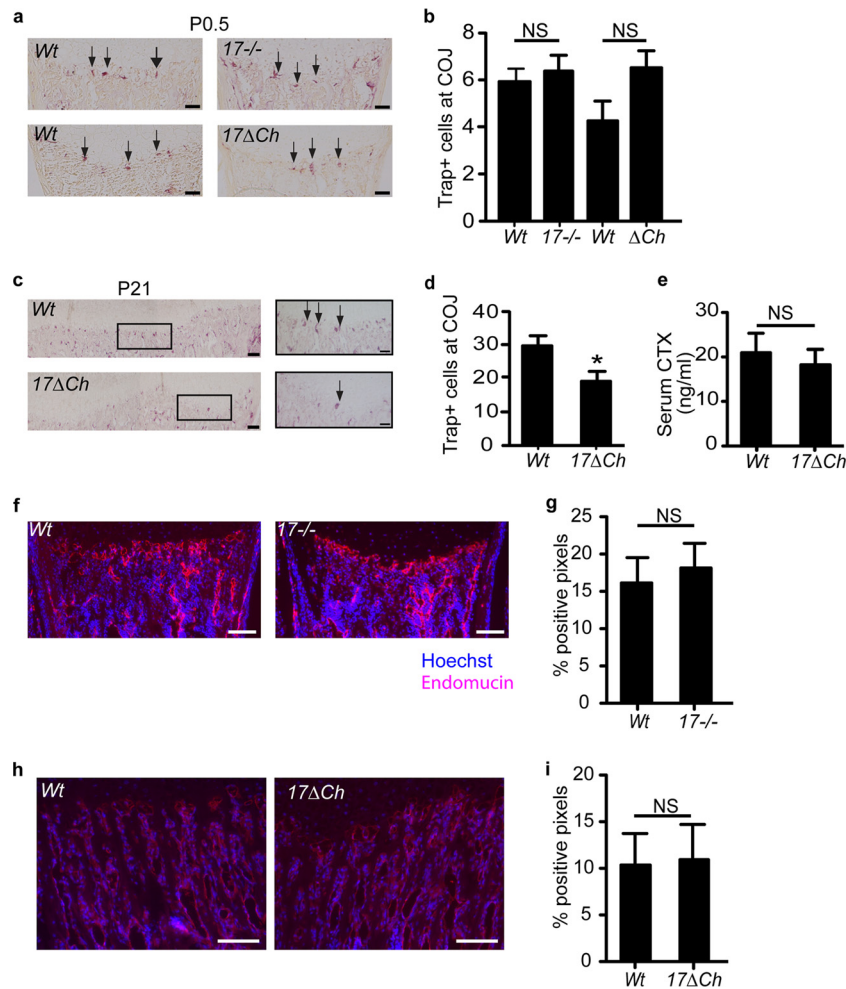 a
P0.5
Wt
17-/-
Wt
17ΔCh
b
Trap+ cells at COJ
8
6
4
2
0
NS
NS
Wt
17-/-
Wt
ΔCh
c
P21
Wt
17ΔCh
d
Trap+ cells at COJ
40
30
30
20
10
0
*
Wt
17ΔCh
e
Serum CTX
(ng/ml)
30
20
10
0
NS
Wt
17ΔCh
f
Wt
17-/-
Hoechst
Endomucin
g
% positive pixels
25
20
15
10
5
0
NS
Wt
17-/-
h
Wt
17ΔCh
i
% positive pixels
20
15
10
5
0
NS
Wt
17ΔCh